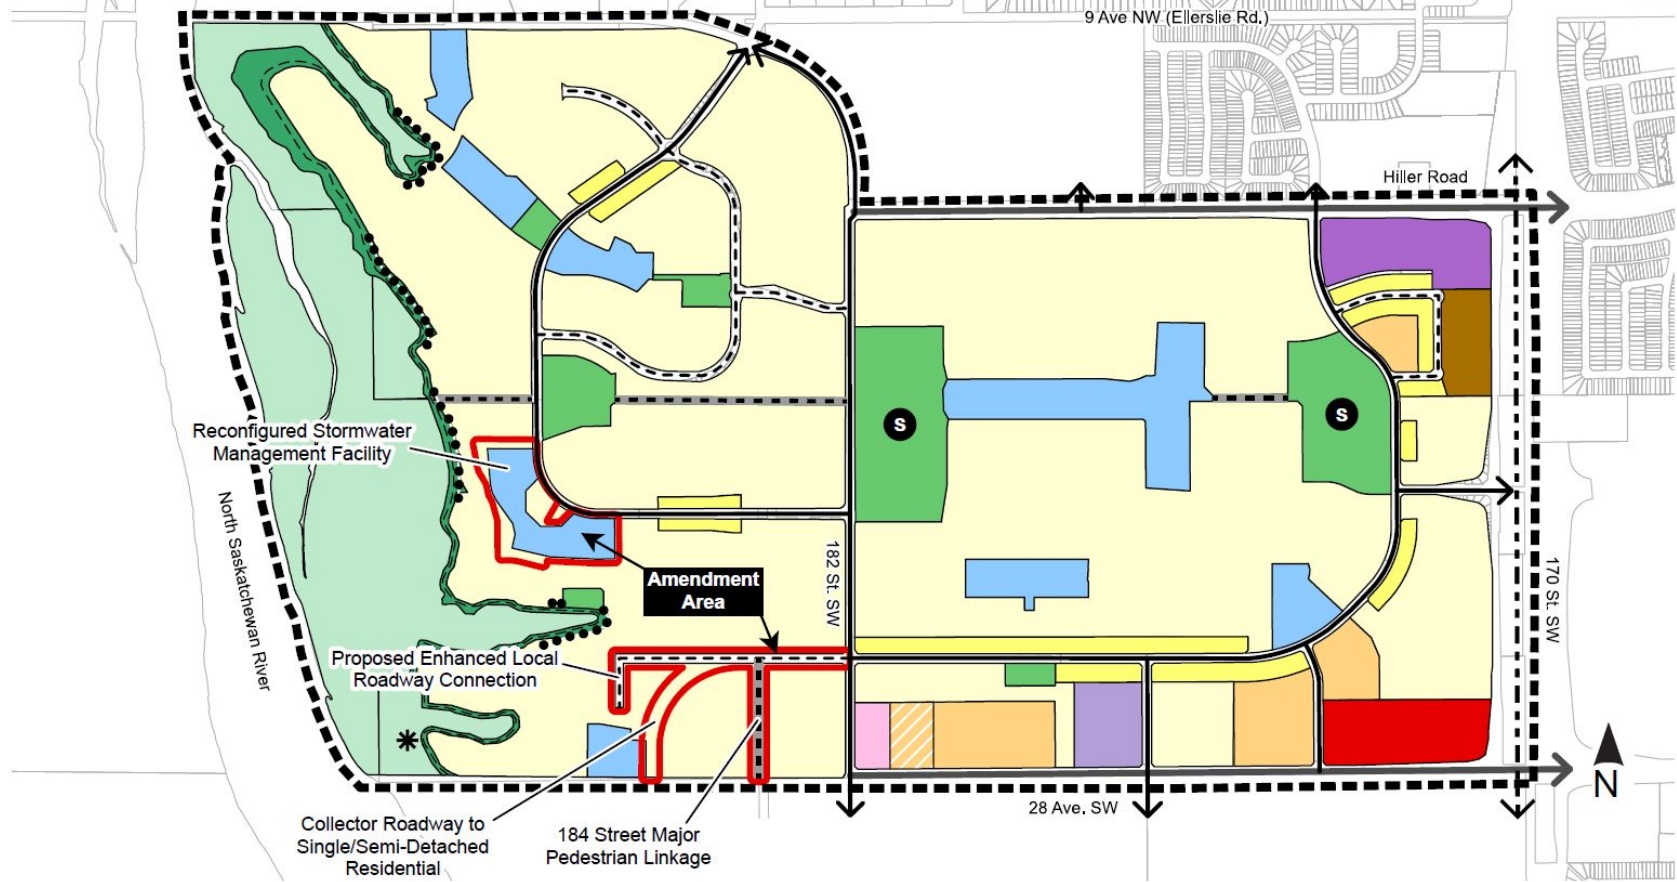 9 Ave NW (Ellerslie Rd.)
Hiller Road
Reconfigured Stormwater
Management Facility
S
S
North Saskatchewan River
182 St. SW
170 St. SW
Amendment
Area
Proposed Enhanced Local
Roadway Connection
28 Ave. SW
N
Collector Roadway to
Single/Semi-Detached
Residential
184 Street Major
Pedestrian Linkage